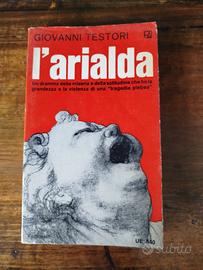 GIOVANNI TESTORI
l'arialda
Un dramma della miseria e della solitudine che ha la
grandezza e la violenza di una "tragedia plebea"
subito